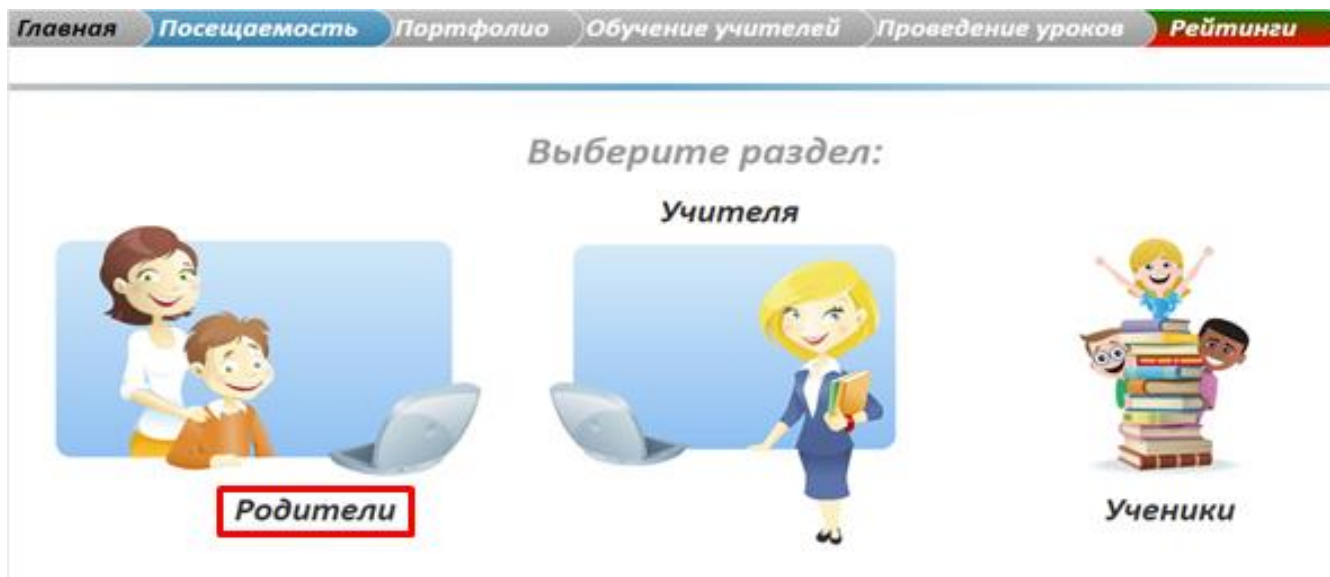 Главная Посещаемость Портфолио Обучение учителей Проведение уроков Рейтинги
Выберите раздел:
Учителя
Родители
Ученики